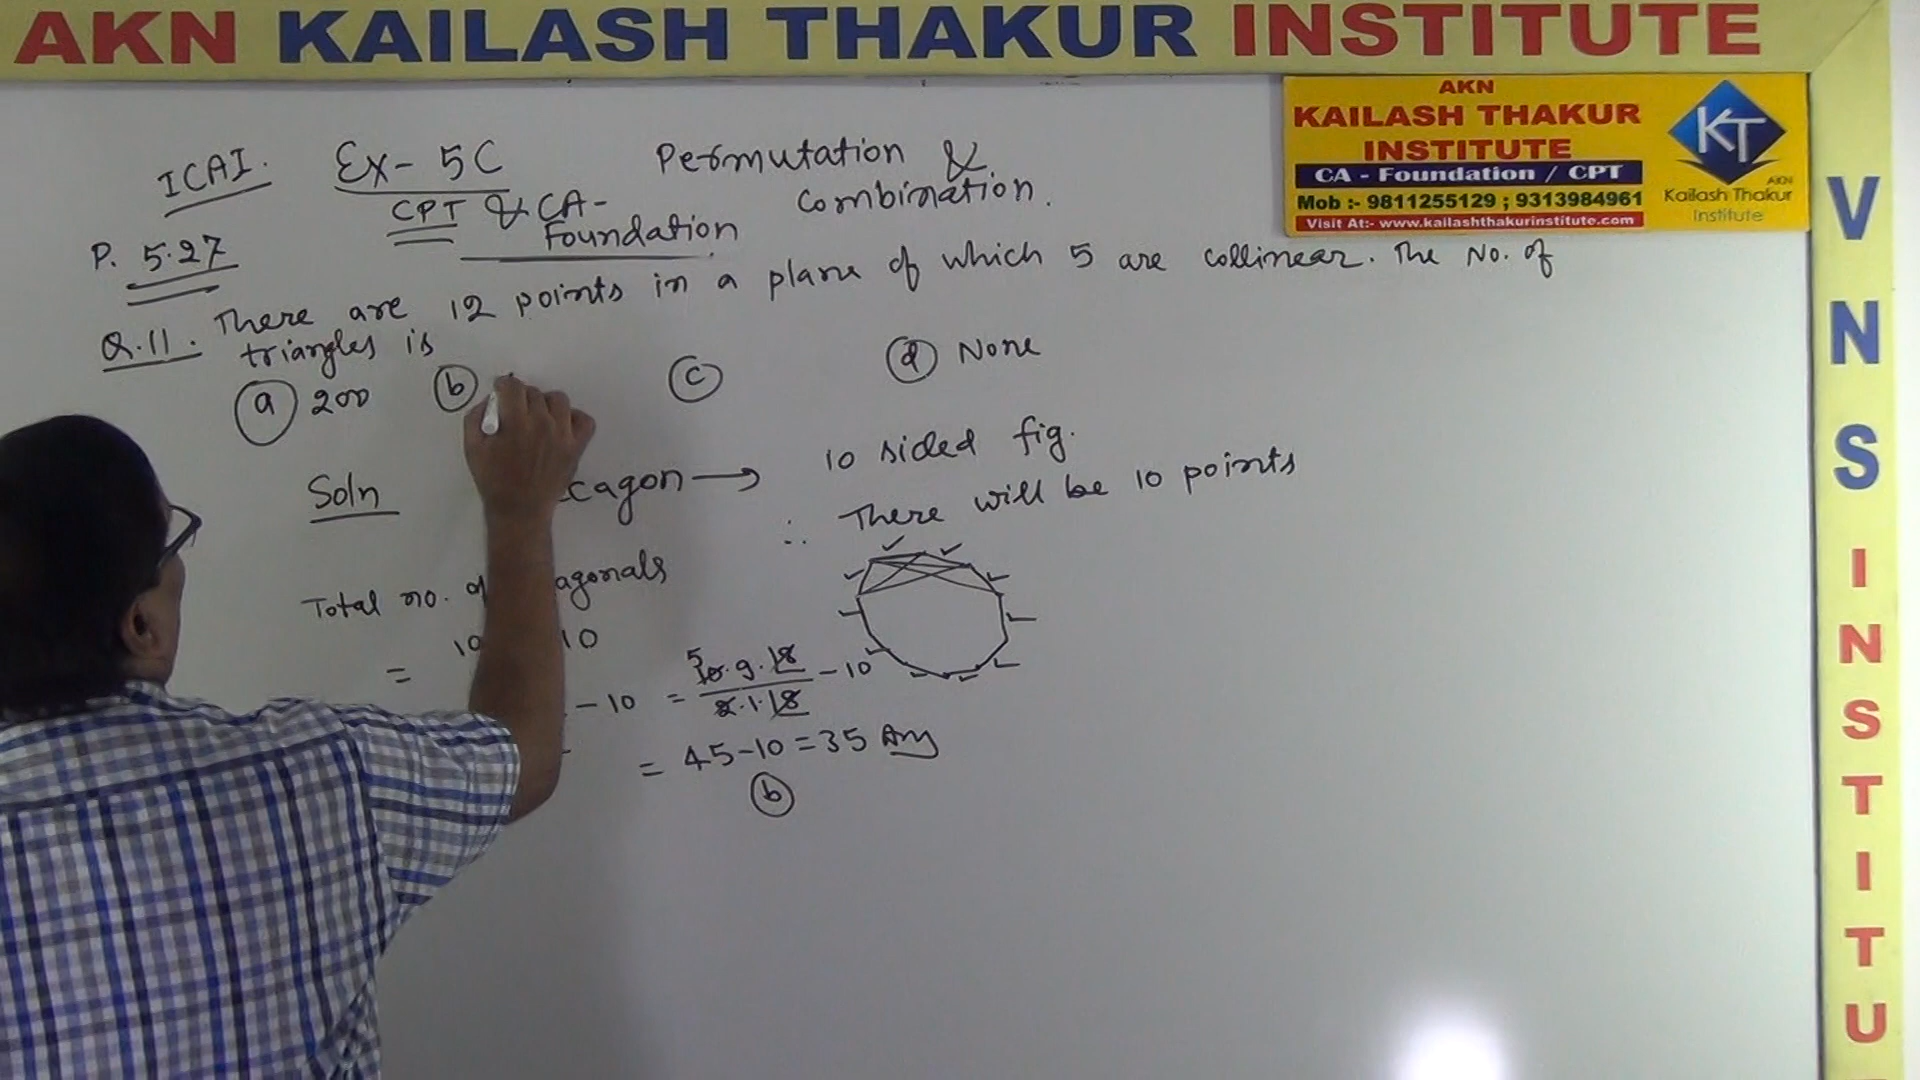 AKN KAILASH THAKUR INSTITUTE
AKN
KAILASH THAKUR
INSTITUTE
CA - Foundation / CPT
Mob :- 9811255129 ; 9313984961
Visit At:- www.kailashthakurinstitute.com
KT
AKN
Kailash Thakur
Institute
VNS INSTITU
ICAI. Ex- 5C Permutation &
Combination.
CPT & CA-
Foundation
P. 5.27
Q.11. There are 12 points in a plane of which 5 are collinear. The No. of
triangles is
(a) 200 (b) (c) (d) None
Soln cagon → 10 sided fig.
∴ There will be 10 points
Total no. of agonals
= 10 10
- 10 = 10.9.8 / 2.1.8 - 10
5
= 45-10 = 35 Ans
(b)